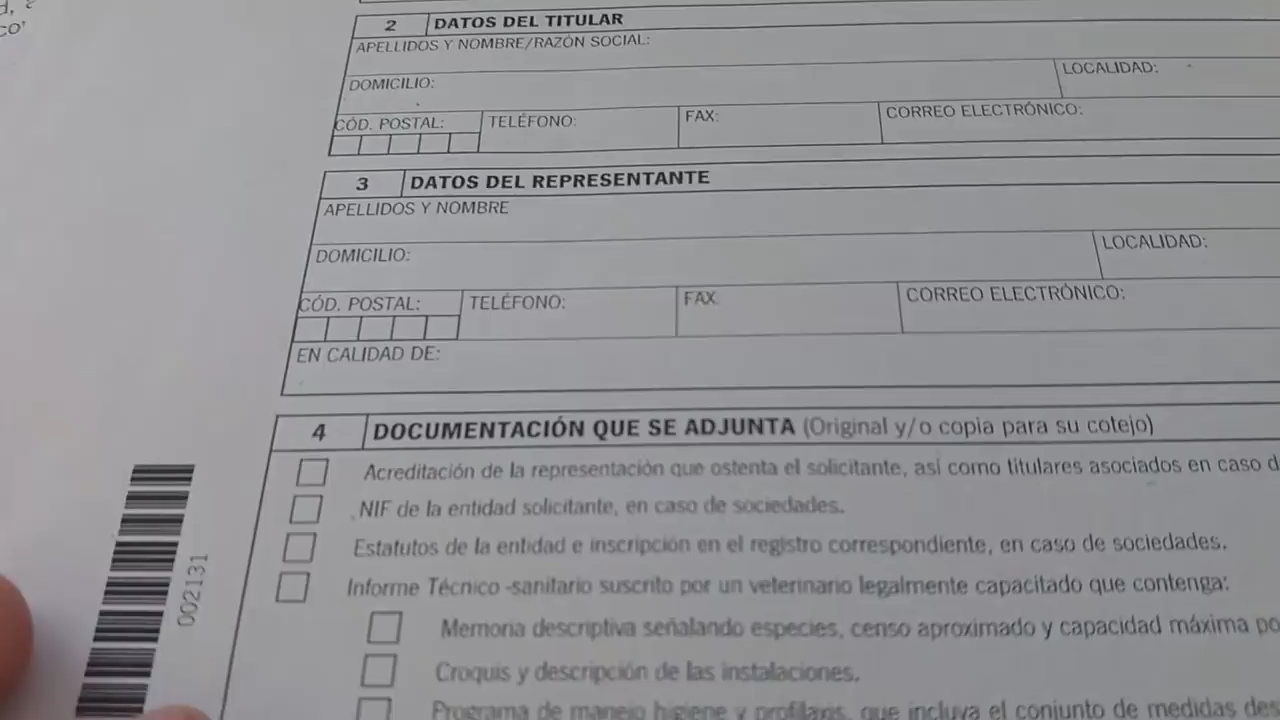 2 DATOS DEL TITULAR
APELLIDOS Y NOMBRE/RAZÓN SOCIAL:
DOMICILIO: LOCALIDAD:
CÓD. POSTAL: TELÉFONO: FAX: CORREO ELECTRÓNICO:
3 DATOS DEL REPRESENTANTE
APELLIDOS Y NOMBRE
DOMICILIO: LOCALIDAD:
CÓD. POSTAL: TELÉFONO: FAX: CORREO ELECTRÓNICO:
EN CALIDAD DE:
4 DOCUMENTACIÓN QUE SE ADJUNTA (Original y/o copia para su cotejo)
Acreditación de la representación que ostenta el solicitante, así como titulares asociados en caso d
NIF de la entidad solicitante, en caso de sociedades.
Estatutos de la entidad e inscripción en el registro correspondiente, en caso de sociedades.
Informe Técnico -sanitario suscrito por un veterinario legalmente capacitado que contenga:
Memoria descriptiva señalando especies, censo aproximado y capacidad máxima po
Croquis y descripción de las instalaciones.
Programa de manejo higiene y profilaxis, que incluya el conjunto de medidas des
002131